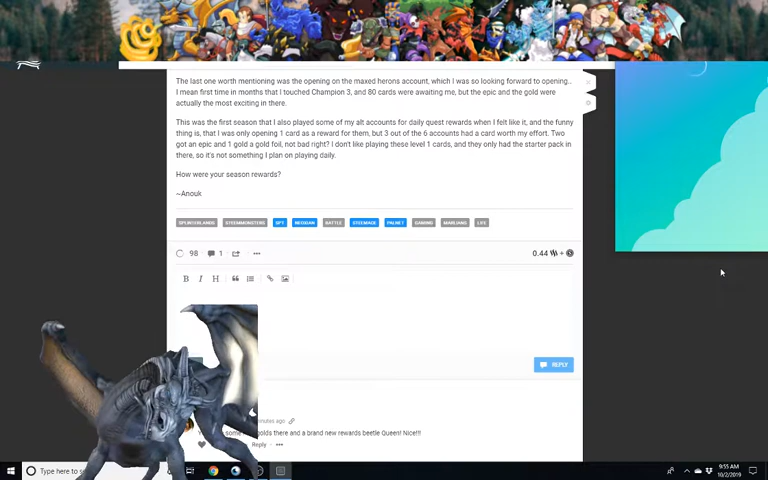 The last one worth mentioning was the opening on the maxed herons account, which I was so looking forward to opening..
I mean first time in months that I touched Champion 3, and 80 cards were awaiting my, but the epic and the gold were
actually the most exciting in there.
This was the first season that I also played some of my alt accounts for daily quest rewards when I felt like it, and the funny
thing is, that I was only opening 1 card as a reward for them, but 3 out of the 6 accounts had a card worth my effort. Two
got an epic and 1 gold a gold foil, not bad right? I don't like playing these level 1 cards, and they only had the starter pack in
there, so it's not something I plan on playing daily.
How were your season rewards?
~Anouk
SPLINTERLANDS STEEMMONSTERS SPT NEOXIAN BATTLE STEEMACE PALNET GAMING MARLIANS LIFE
98 1 0.44 +
B I H
REPLY
minutes ago
some golds there and a brand new rewards beetle Queen! Nice!!!
Reply
Type here to se
9:55 AM
10/2/2019